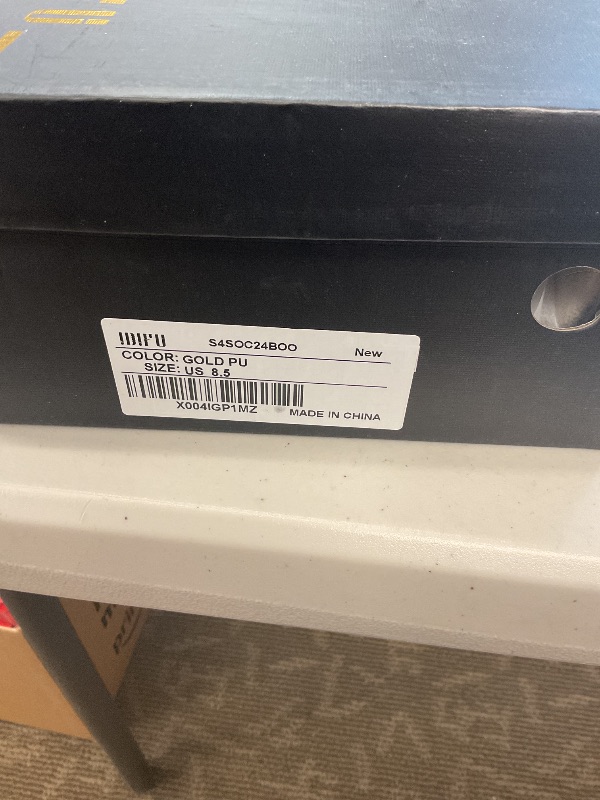 IDIFU
S4SOC24BOO
New
COLOR: GOLD PU
SIZE: US 8.5
X004IGP1MZ
MADE IN CHINA